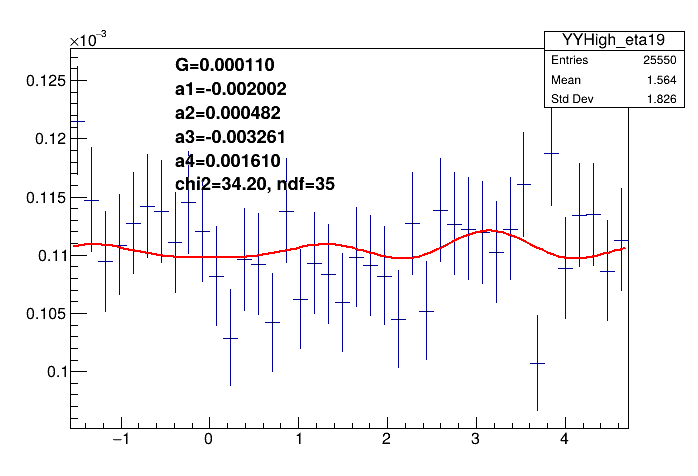 ×10⁻³
YYHigh_eta19
Entries 25550
Mean 1.564
Std Dev 1.826
G=0.000110
a1=-0.002002
a2=0.000482
a3=-0.003261
a4=0.001610
chi2=34.20, ndf=35
0.125
0.12
0.115
0.11
0.105
0.1
−1 0 1 2 3 4